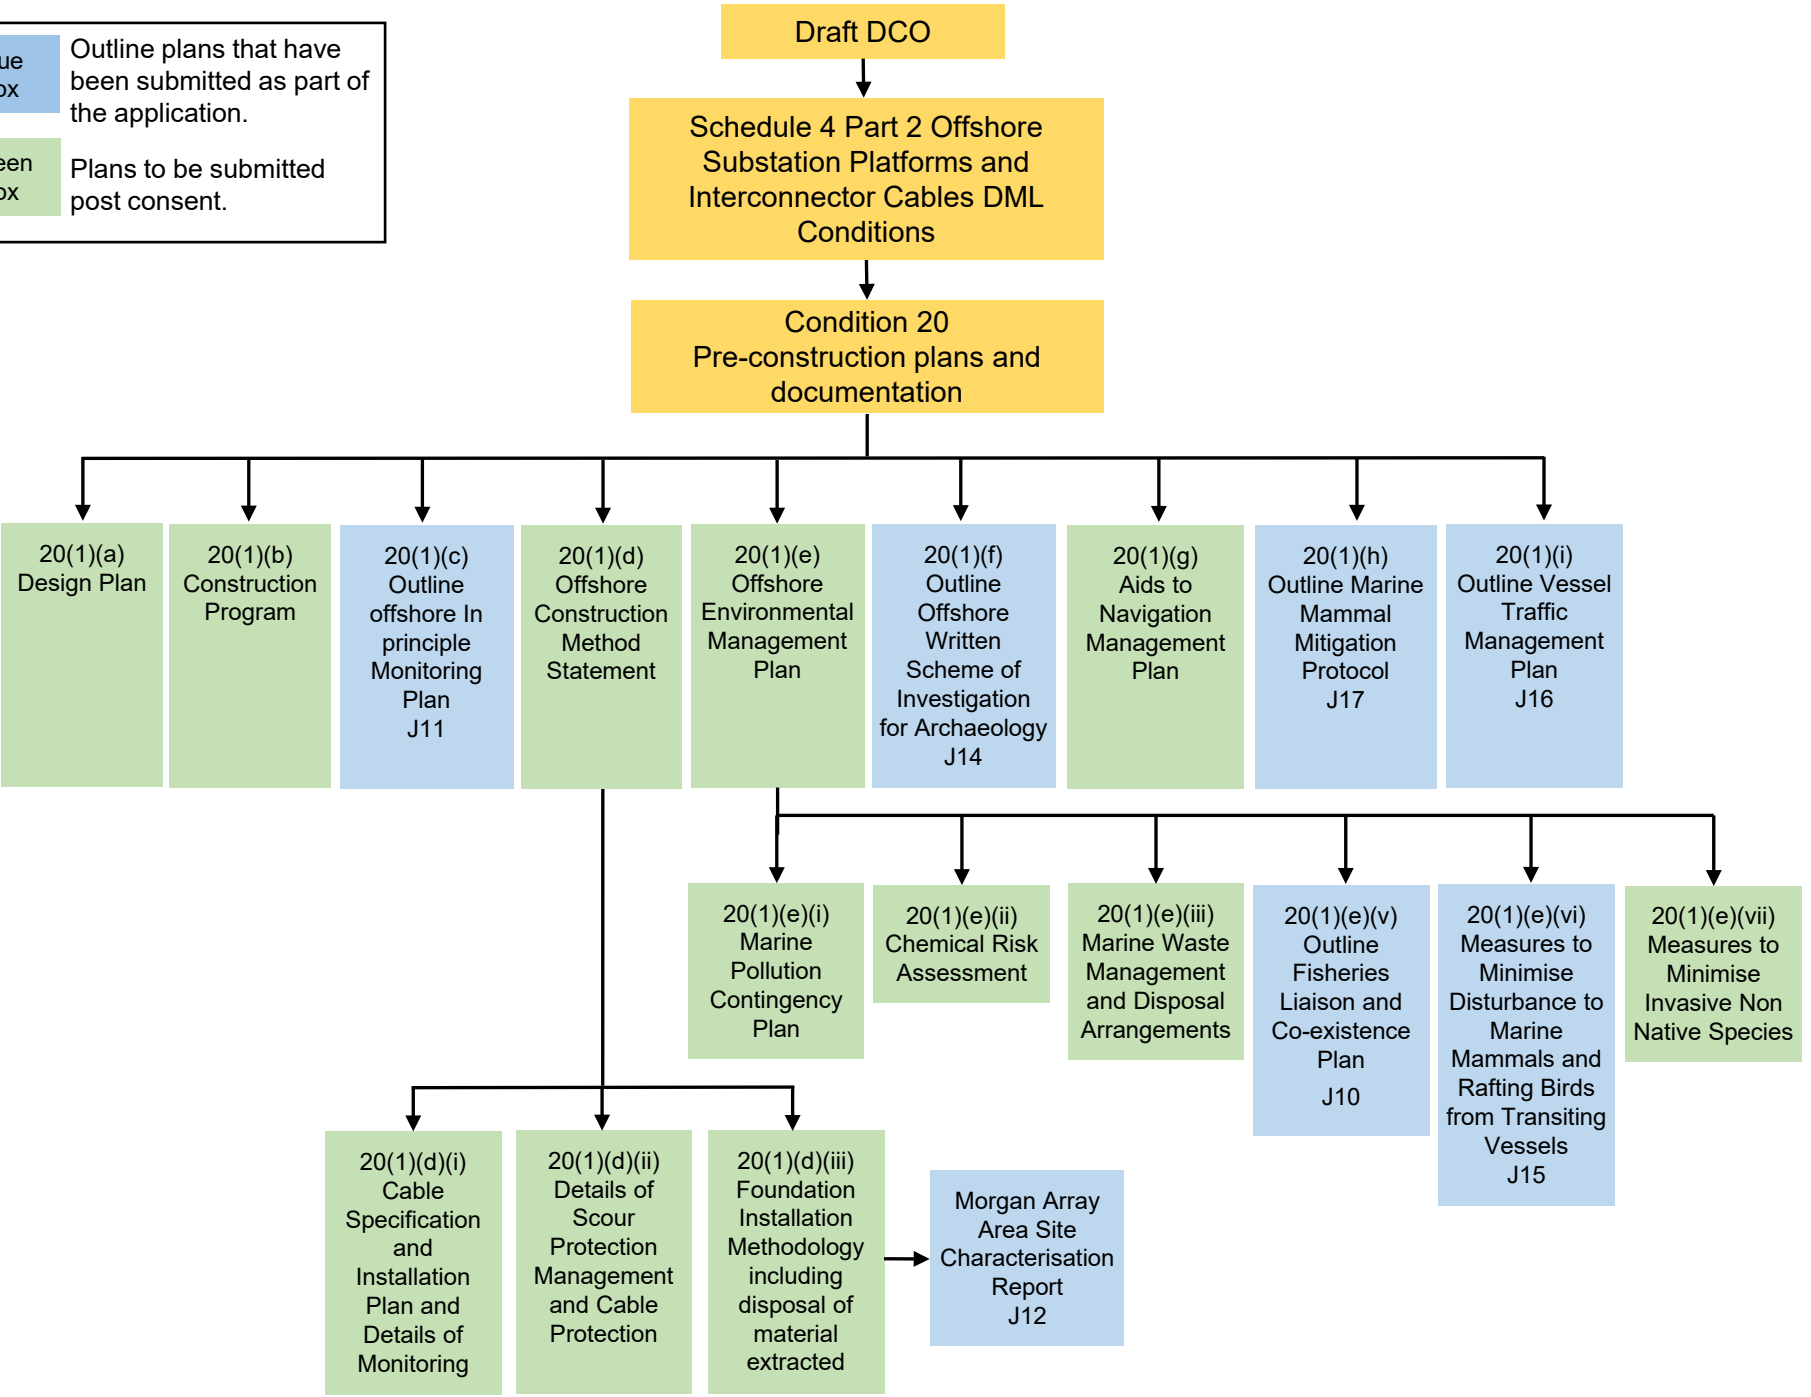 Outline plans that have
been submitted as part of
the application.
Plans to be submitted
post consent.
Draft DCO
Schedule 4 Part 2 Offshore
Substation Platforms and
Interconnector Cables DML
Conditions
Condition 20
Pre-construction plans and
documentation
20(1)(a)
Design Plan
20(1)(b)
Construction
Program
20(1)(c)
Outline
offshore In
principle
Monitoring
Plan
J11
20(1)(d)
Offshore
Construction
Method
Statement
20(1)(e)
Offshore
Environmental
Management
Plan
20(1)(f)
Outline
Offshore
Written
Scheme of
Investigation
for Archaeology
J14
20(1)(g)
Aids to
Navigation
Management
Plan
20(1)(h)
Outline Marine
Mammal
Mitigation
Protocol
J17
20(1)(i)
Outline Vessel
Traffic
Management
Plan
J16
20(1)(e)(i)
Marine
Pollution
Contingency
Plan
20(1)(e)(ii)
Chemical Risk
Assessment
20(1)(e)(iii)
Marine Waste
Management
and Disposal
Arrangements
20(1)(e)(v)
Outline
Fisheries
Liaison and
Co-existence
Plan
J10
20(1)(e)(vi)
Measures to
Minimise
Disturbance to
Marine
Mammals and
Rafting Birds
from Transiting
Vessels
J15
20(1)(e)(vii)
Measures to
Minimise
Invasive Non
Native Species
20(1)(d)(i)
Cable
Specification
and
Installation
Plan and
Details of
Monitoring
20(1)(d)(ii)
Details of
Scour
Protection
Management
and Cable
Protection
20(1)(d)(iii)
Foundation
Installation
Methodology
including
disposal of
material
extracted
Morgan Array
Area Site
Characterisation
Report
J12